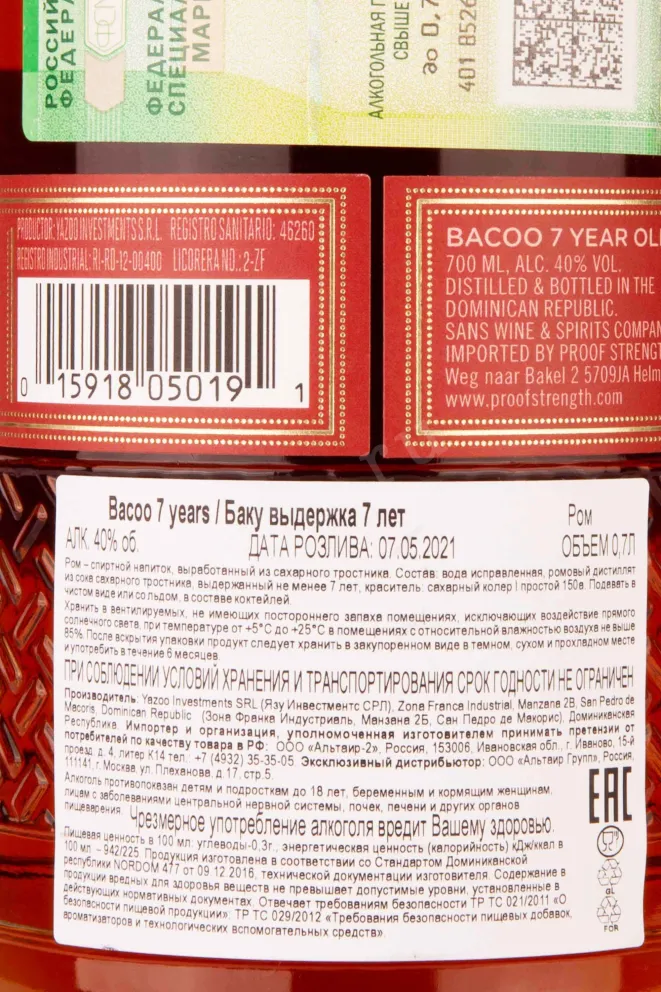 РОССИЙ
ФЕДЕРА
ФЕДЕРАЛ
СПЕЦИАЛ
МАРК
АЛКОГОЛЬНАЯ П
СВЫШЕ
до 0,7
401 B526
PRODUCTOR: YAZOO INVESTMENTS S.R.L. REGISTRO SANITARIO: 46260
REGISTRO INDUSTRIAL: RI-RD-12-00400 LICORERA NO.: 2-ZF
0 15918 05019 1
BACOO 7 YEAR OL
700 ML, ALC. 40% VOL.
DISTILLED & BOTTLED IN THE
DOMINICAN REPUBLIC.
SANS WINE & SPIRITS COMPAN
IMPORTED BY PROOF STRENGT
Weg naar Bakel 2 5709JA Helm
www.proofstrength.com
Bacoo 7 years / Баку выдержка 7 лет Ром
АЛК. 40% об. ДАТА РОЗЛИВА: 07.05.2021 ОБЪЕМ 0,7Л
Ром – спиртной напиток, выработанный из сахарного тростника. Состав: вода исправленная, ромовый дистиллят
из сока сахарного тростника, выдержанный не менее 7 лет, краситель: сахарный колер I простой 150a. Подавать в
чистом виде или со льдом, в составе коктейлей.
Хранить в вентилируемых, не имеющих постороннего запаха помещениях, исключающих воздействие прямого
солнечного света, при температуре от +5°С до +25°С в помещениях с относительной влажностью воздуха не выше
85%. После вскрытия упаковки продукт следует хранить в закупоренном виде в темном, сухом и прохладном месте
и употребить в течение 6 месяцев.
ПРИ СОБЛЮДЕНИИ УСЛОВИЙ ХРАНЕНИЯ И ТРАНСПОРТИРОВАНИЯ СРОК ГОДНОСТИ НЕ ОГРАНИЧЕН
Производитель: Yazoo Investments SRL (Язу Инвестментс СРЛ), Zona Franca Industrial, Manzana 2B, San Pedro de
Macoris, Dominican Republic (Зона Франка Индустриаль, Манзана 2Б, Сан Педро де Макорис). Доминиканская
Республика. Импортер и организация, уполномоченная изготовителем принимать претензии от
потребителей по качеству товара в РФ: ООО «Альтаир-2», Россия, 153006, Ивановская обл., г. Иваново, 15-й
проезд, д. 4, литер К14 тел.: +7 (4932) 35-35-05. Эксклюзивный дистрибьютор: ООО «Альтаир Групп», Россия,
111141, г. Москва, ул. Плеханова, д. 17, стр.5.
Алкоголь противопоказан детям и подросткам до 18 лет, беременным и кормящим женщинам,
лицам с заболеваниями центральной нервной системы, почек, печени и других органов
пищеварения. Чрезмерное употребление алкоголя вредит Вашему здоровью.
Пищевая ценность в 100 мл: углеводы-0,3г., энергетическая ценность (калорийность) кДж/ккал в
100 мл. – 942/225. Продукция изготовлена в соответствии со Стандартом Доминиканской
республики NORDOM 477 от 09.12.2016, технической документации изготовителя. Содержание в
продукции вредных для здоровья веществ не превышает допустимые уровни, установленные в
действующих нормативных документах. Отвечает требованиям безопасности ТР ТС 021/2011 «О
безопасности пищевой продукции»; ТР ТС 029/2012 «Требования безопасности пищевых добавок,
ароматизаторов и технологических вспомогательных средств».
EAC
GL
FOR